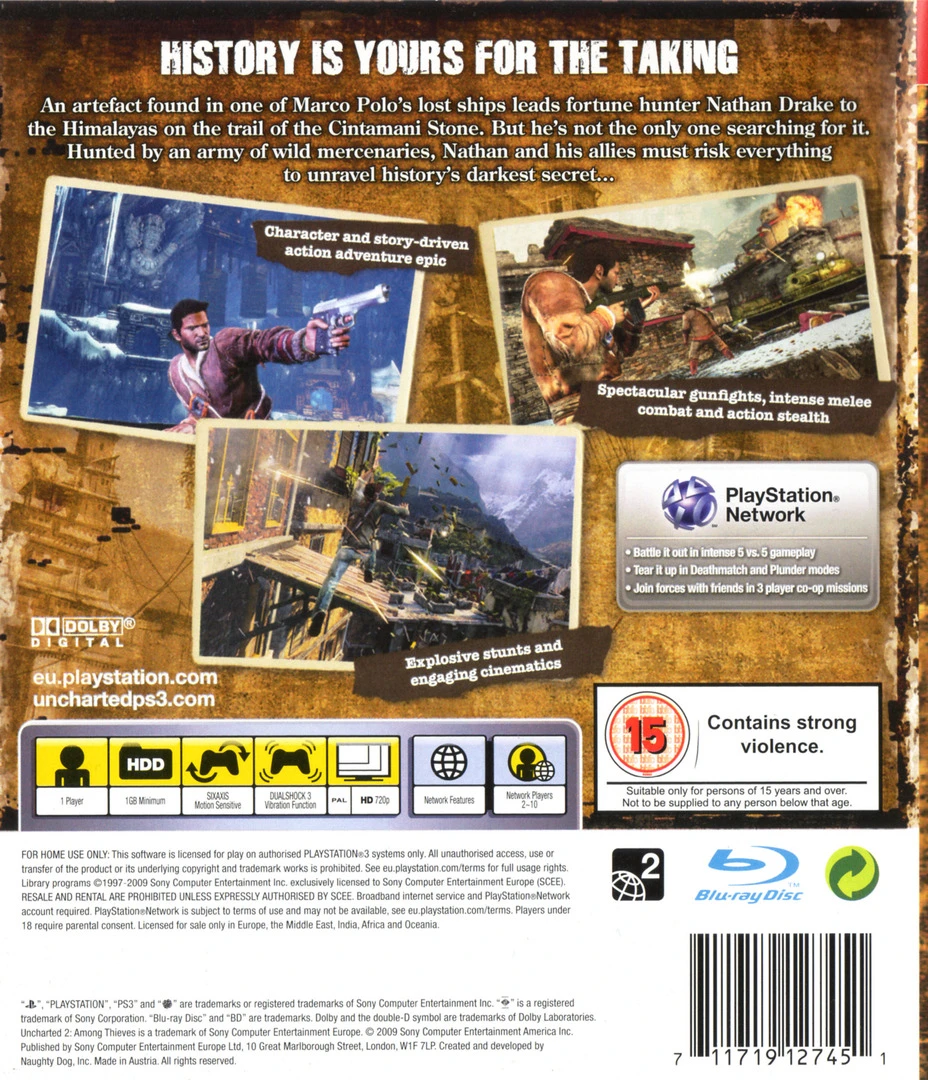 HISTORY IS YOURS FOR THE TAKING
An artefact found in one of Marco Polo's lost ships leads fortune hunter Nathan Drake to
the Himalayas on the trail of the Cintamani Stone. But he's not the only one searching for it.
Hunted by an army of wild mercenaries, Nathan and his allies must risk everything
to unravel history's darkest secret...
Character and story-driven
action adventure epic
Spectacular gunfights, intense melee
combat and action stealth
PlayStation®
Network
• Battle it out in intense 5 vs. 5 gameplay
• Tear it up in Deathmatch and Plunder modes
• Join forces with friends in 3 player co-op missions
Explosive stunts and
engaging cinematics
DOLBY®
DIGITAL
eu.playstation.com
unchartedps3.com
15
Contains strong
violence.
Suitable only for persons of 15 years and over.
Not to be supplied to any person below that age.
HDD
1 Player
1GB Minimum
SIXAXIS
Motion Sensitive
DUALSHOCK 3
Vibration Function
PAL
HD 720p
Network Features
Network Players
2-10
FOR HOME USE ONLY: This software is licensed for play on authorised PLAYSTATION®3 systems only. All unauthorised access, use or
transfer of the product or its underlying copyright and trademark works is prohibited. See eu.playstation.com/terms for full usage rights.
Library programs ©1997-2009 Sony Computer Entertainment Inc. exclusively licensed to Sony Computer Entertainment Europe (SCEE).
RESALE AND RENTAL ARE PROHIBITED UNLESS EXPRESSLY AUTHORISED BY SCEE. Broadband internet service and PlayStation®Network
account required. PlayStation®Network is subject to terms of use and may not be available, see eu.playstation.com/terms. Players under
18 require parental consent. Licensed for sale only in Europe, the Middle East, India, Africa and Oceania.
2
Blu-ray Disc™
"", "PLAYSTATION", "PS3" and "" are trademarks or registered trademarks of Sony Computer Entertainment Inc. "" is a registered
trademark of Sony Corporation. "Blu-ray Disc" and "BD" are trademarks. Dolby and the double-D symbol are trademarks of Dolby Laboratories.
Uncharted 2: Among Thieves is a trademark of Sony Computer Entertainment Europe. © 2009 Sony Computer Entertainment America Inc.
Published by Sony Computer Entertainment Europe Ltd, 10 Great Marlborough Street, London, W1F 7LP. Created and developed by
Naughty Dog, Inc. Made in Austria. All rights reserved.
7 11719 12745 1